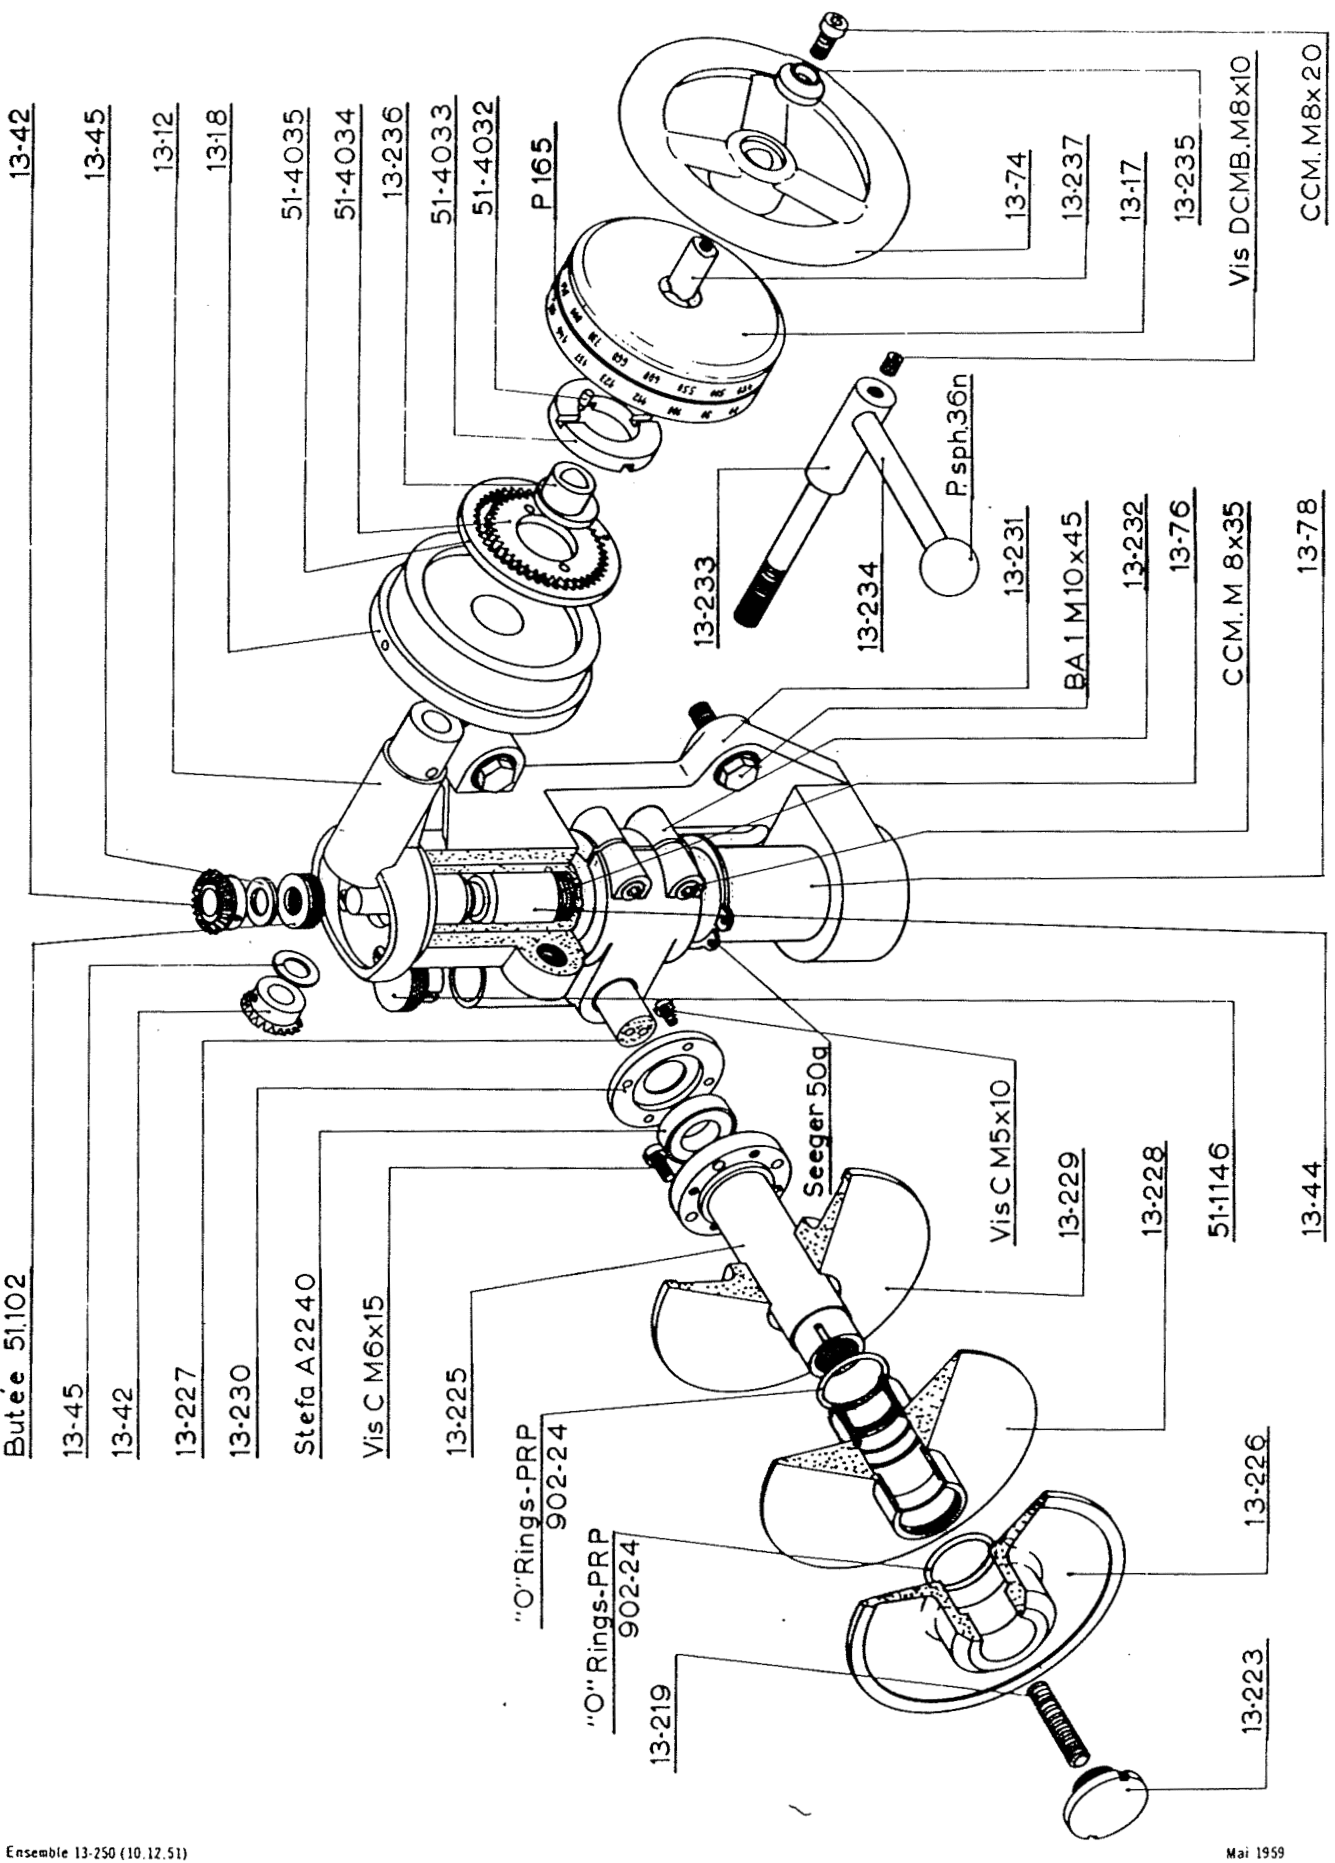 13-42
13-45
13-12
13-18
51-4035
51-4034
13-236
51-4033
51-4032
P 165
13-74
13-237
13-17
13-235
Vis DCMB.M8x10
CCM.M8x20
13-233
13-234
P.sph.36n
13-231
BA 1 M10x45
13-232
13-76
CCM. M 8x35
13-78
Butée 51.102
13-45
13-42
13-227
13-230
Stefa A2240
Vis C M6x15
13-225
"O"Rings-PRP
902-24
"O"Rings-PRP
902-24
13-219
Seeger 50a
Vis C M5x10
13-229
13-228
51-1146
13-44
13-226
13-223
Ensemble 13-250 (10.12.51)
Mai 1959